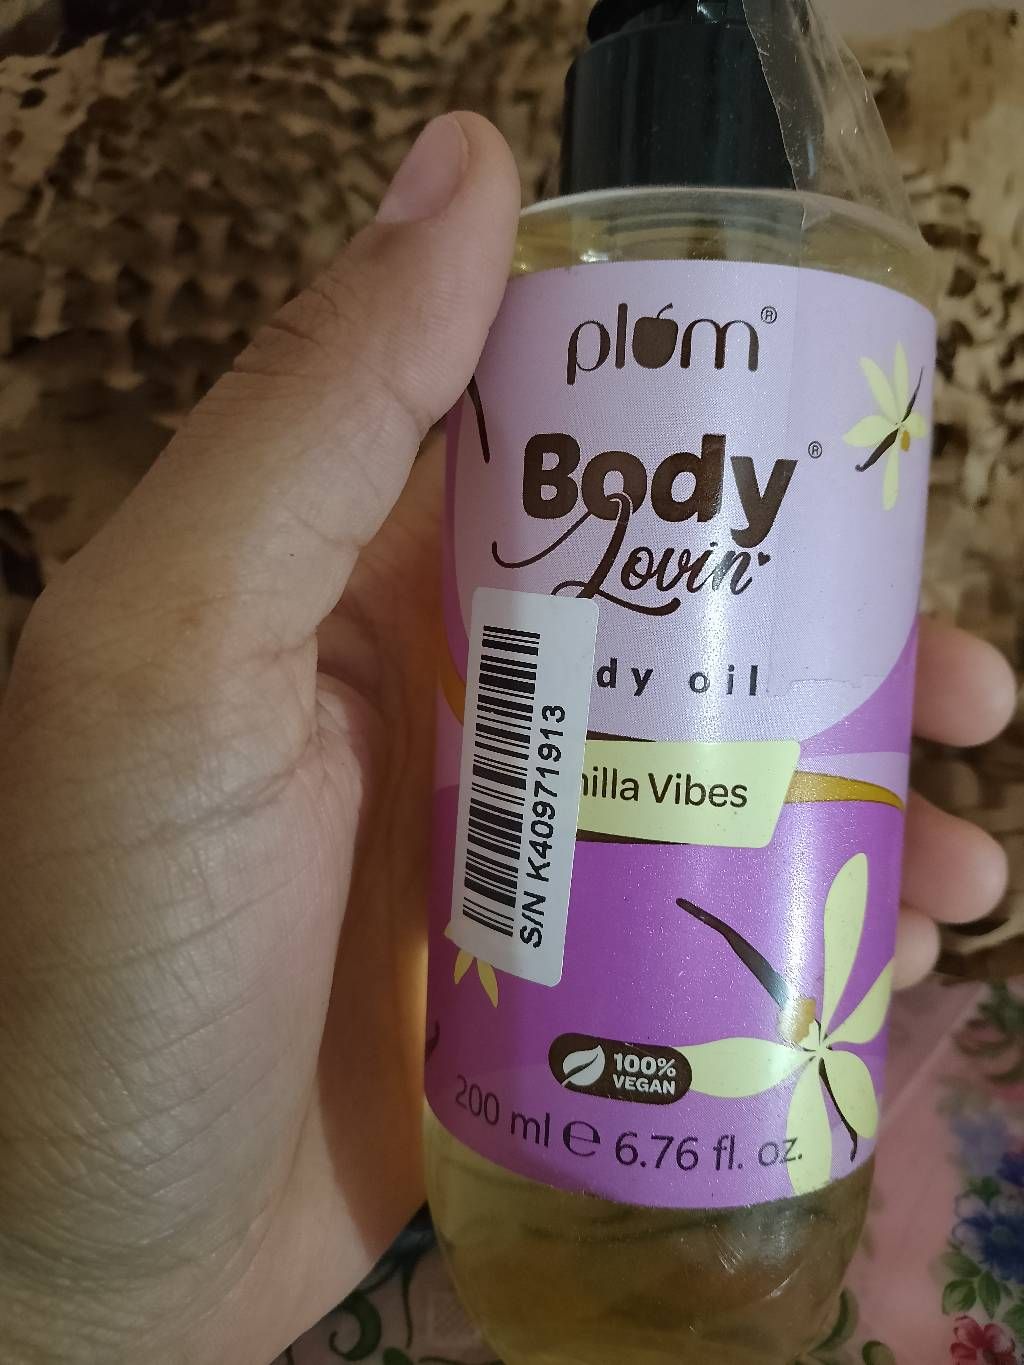 plum®
Body®
Lovin'
dy oil
nilla Vibes
S/N K40971913
100%
VEGAN
200 ml ℮ 6.76 fl. oz.